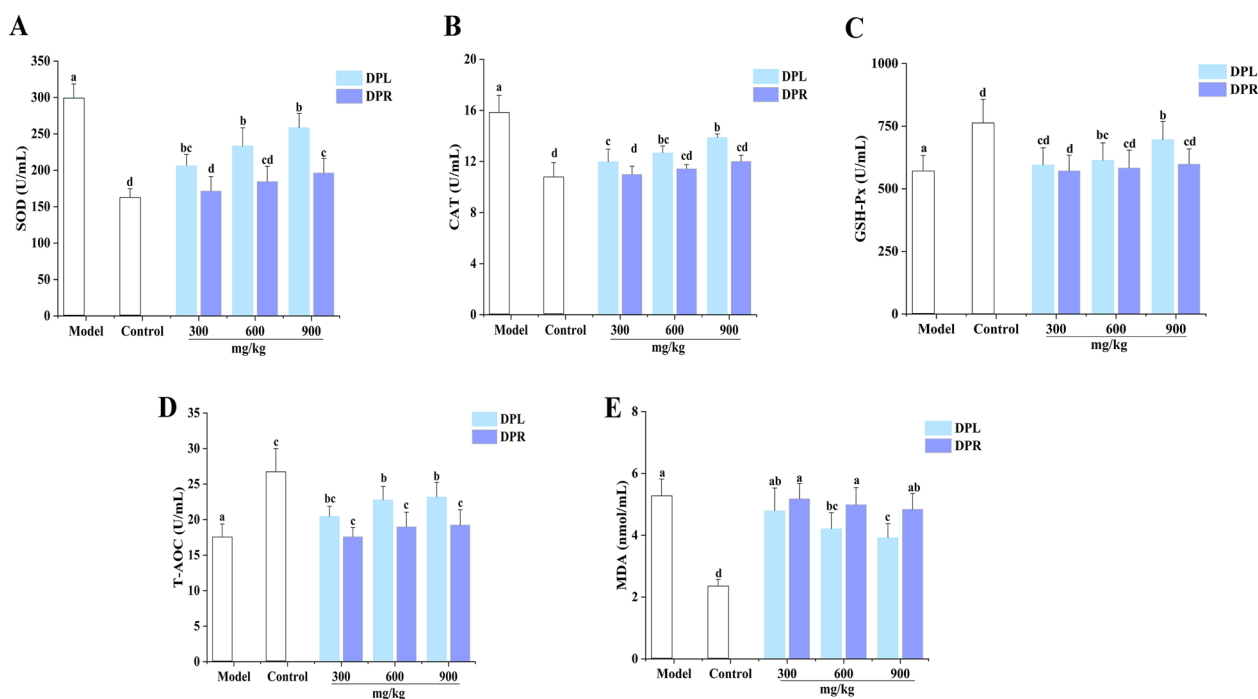 A
SOD (U/mL)
350
300
250
200
150
100
50
0
a
d
bc
d
b
cd
b
c
DPL
DPR
Model Control 300 600 900
mg/kg
B
CAT (U/mL)
20
16
12
8
4
0
a
d
c
d
bc
cd
b
cd
DPL
DPR
Model Control 300 600 900
mg/kg
C
GSH-Px (U/mL)
1000
750
500
250
0
a
d
cd
d
bc
cd
b
cd
DPL
DPR
Model Control 300 600 900
mg/kg
D
T-AOC (U/mL)
35
30
25
20
15
10
5
0
a
c
bc
c
b
c
b
c
DPL
DPR
Model Control 300 600 900
mg/kg
E
MDA (nmol/mL)
8
6
4
2
0
a
d
ab
a
bc
a
c
ab
DPL
DPR
Model Control 300 600 900
mg/kg